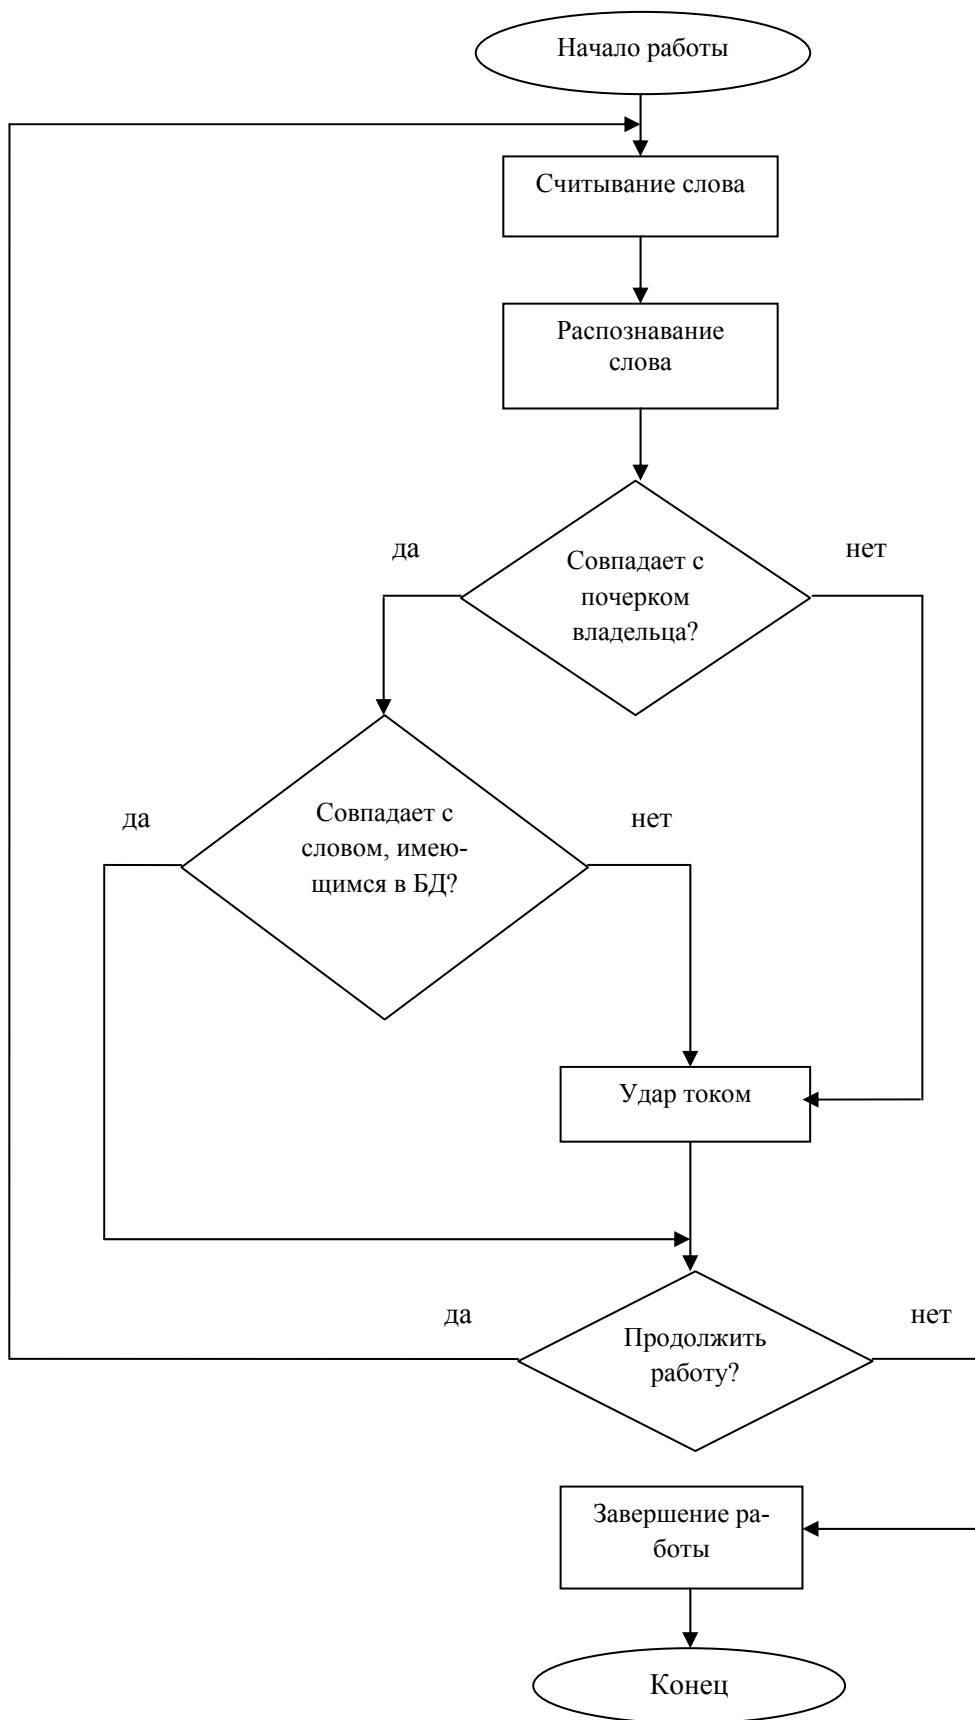 Начало работы
Считывание слова
Распознавание
слова
да
нет
Совпадает с
почерком
владельца?
да
нет
Совпадает с
словом, имею-
щимся в БД?
Удар током
да
нет
Продолжить
работу?
Завершение ра-
боты
Конец